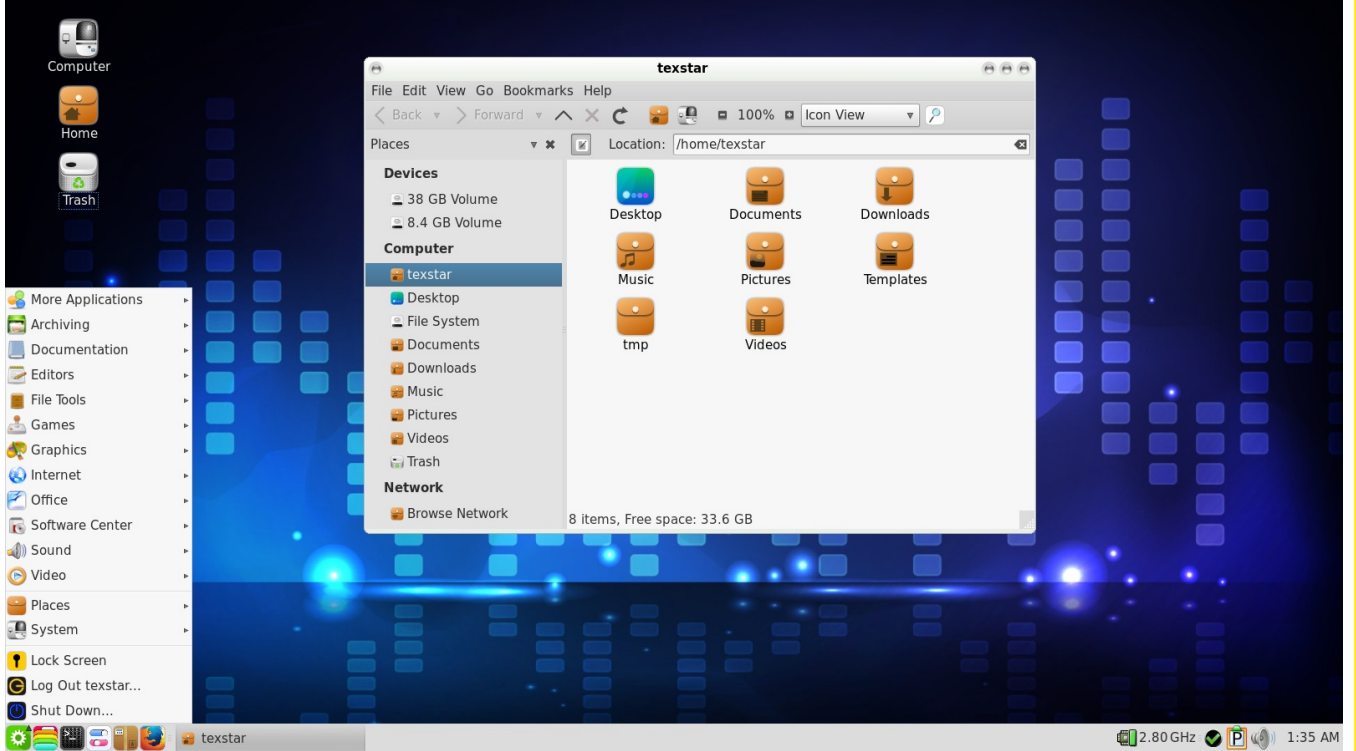 Computer
Home
Trash
texstar
File Edit View Go Bookmarks Help
Back Forward 100% Icon View
Places Location: /home/texstar
Devices
38 GB Volume
8.4 GB Volume
Computer
texstar
Desktop
File System
Documents
Downloads
Music
Pictures
Videos
Trash
Network
Browse Network
Desktop Documents Downloads
Music Pictures Templates
tmp Videos
8 items, Free space: 33.6 GB
More Applications
Archiving
Documentation
Editors
File Tools
Games
Graphics
Internet
Office
Software Center
Sound
Video
Places
System
Lock Screen
Log Out texstar...
Shut Down...
texstar 2.80 GHz P 1:35 AM